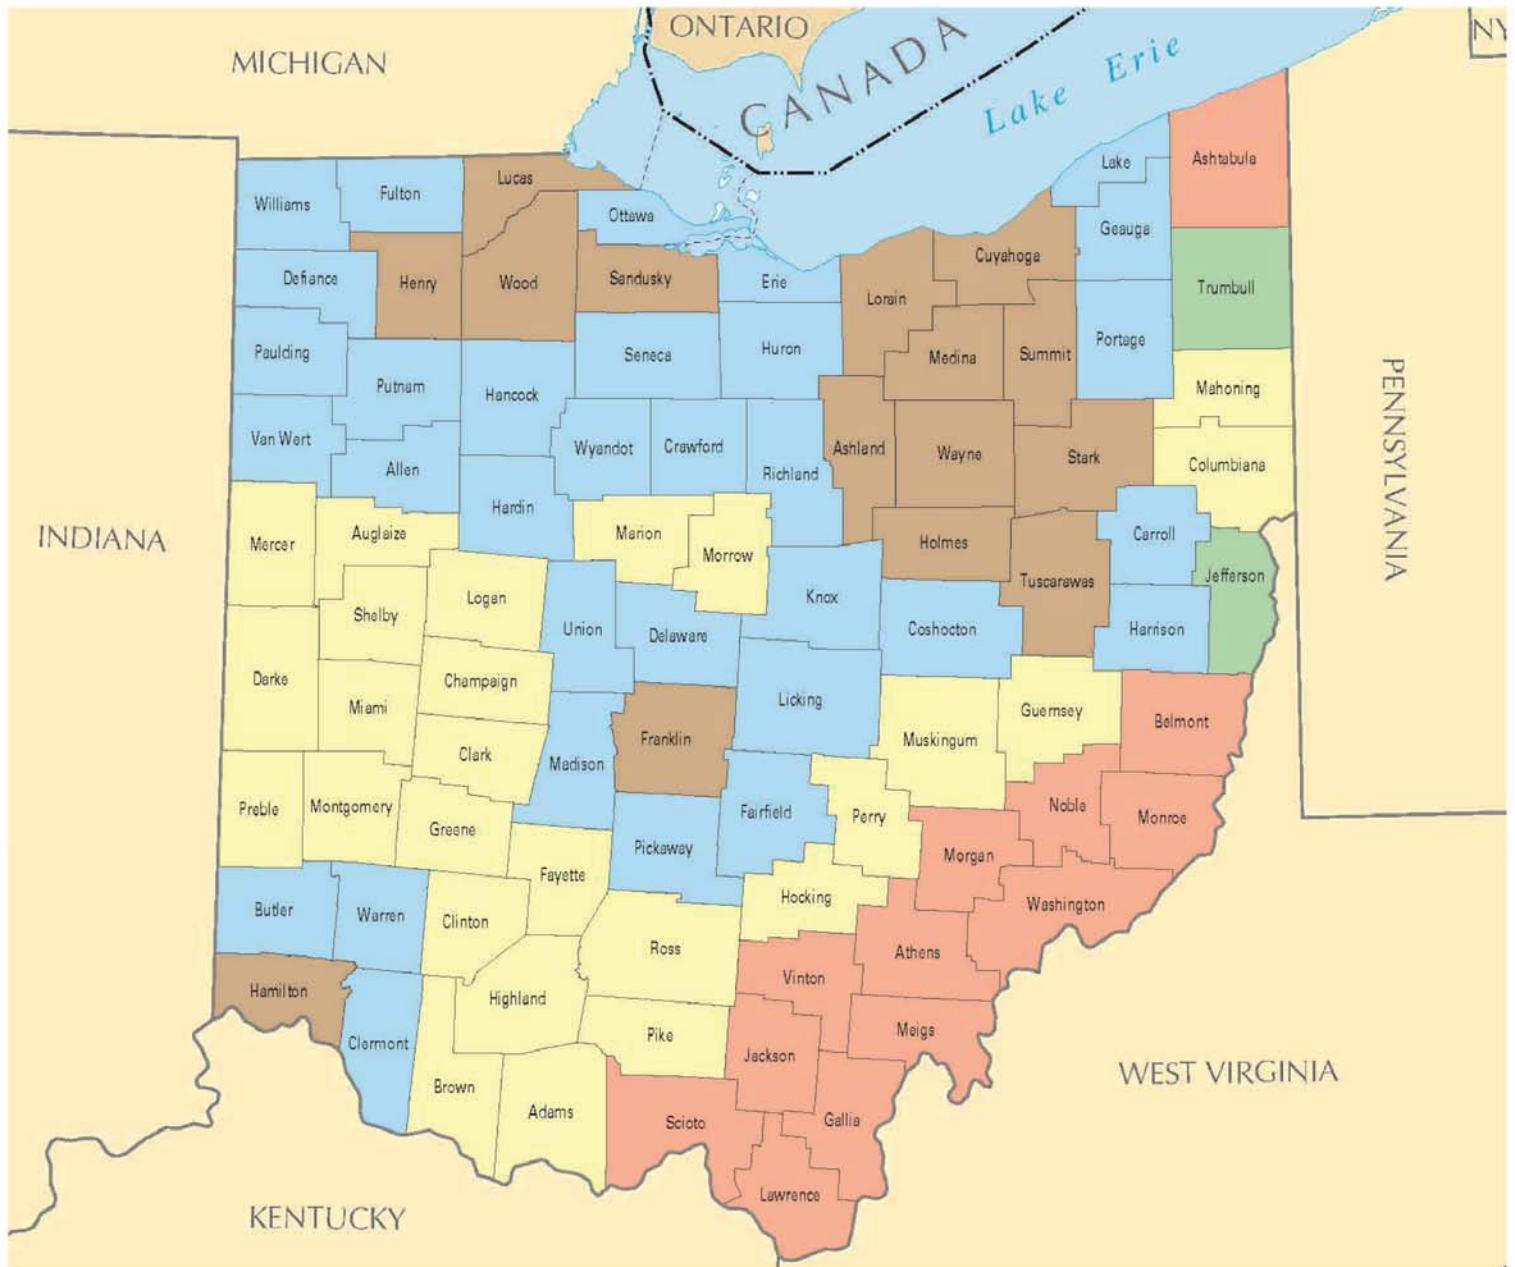 ONTARIO
NY
MICHIGAN
CANADA
Lake Erie
Lake
Ashtabula
Williams
Fulton
Lucas
Ottawa
Geauga
Cuyahoga
Defiance
Henry
Wood
Sandusky
Erie
Lorain
Trumbull
Paulding
Putnam
Hancock
Seneca
Huron
Medina
Summit
Portage
Mahoning
PENNSYLVANIA
Van Wert
Allen
Wyandot
Crawford
Richland
Ashland
Wayne
Stark
Columbiana
Hardin
INDIANA
Mercer
Auglaize
Marion
Morrow
Holmes
Carroll
Tuscarawas
Jefferson
Shelby
Logan
Union
Delaware
Knox
Coshocton
Harrison
Darke
Miami
Champaign
Licking
Guernsey
Belmont
Clark
Madison
Franklin
Muskingum
Preble
Montgomery
Greene
Fairfield
Perry
Noble
Monroe
Pickaway
Morgan
Fayette
Hocking
Washington
Butler
Warren
Clinton
Ross
Athens
Hamilton
Highland
Vinton
Clermont
Pike
Jackson
Meigs
WEST VIRGINIA
Brown
Adams
Scioto
Gallia
Lawrence
KENTUCKY